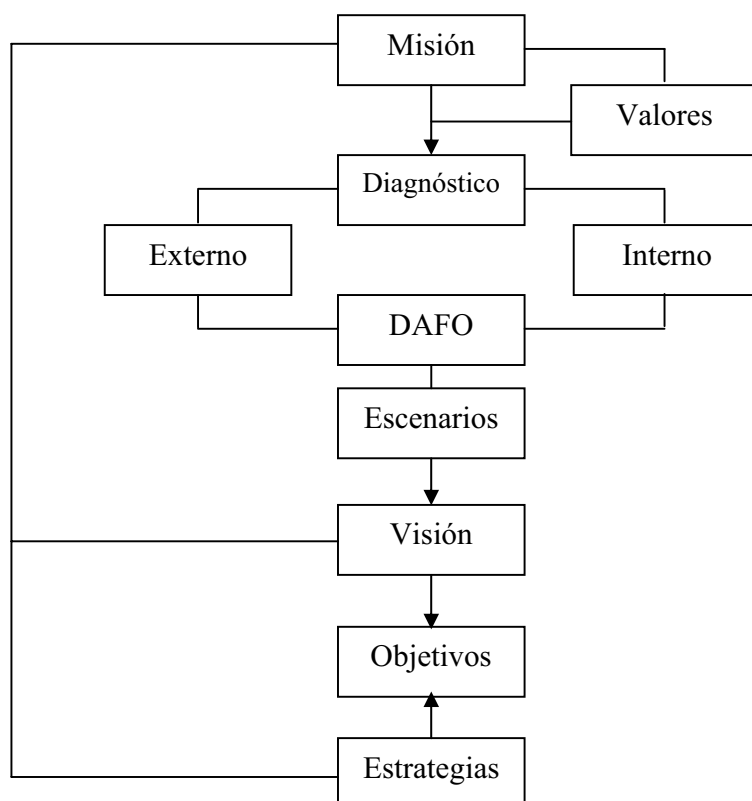 Misión
Valores
Diagnóstico
Externo
Interno
DAFO
Escenarios
Visión
Objetivos
Estrategias